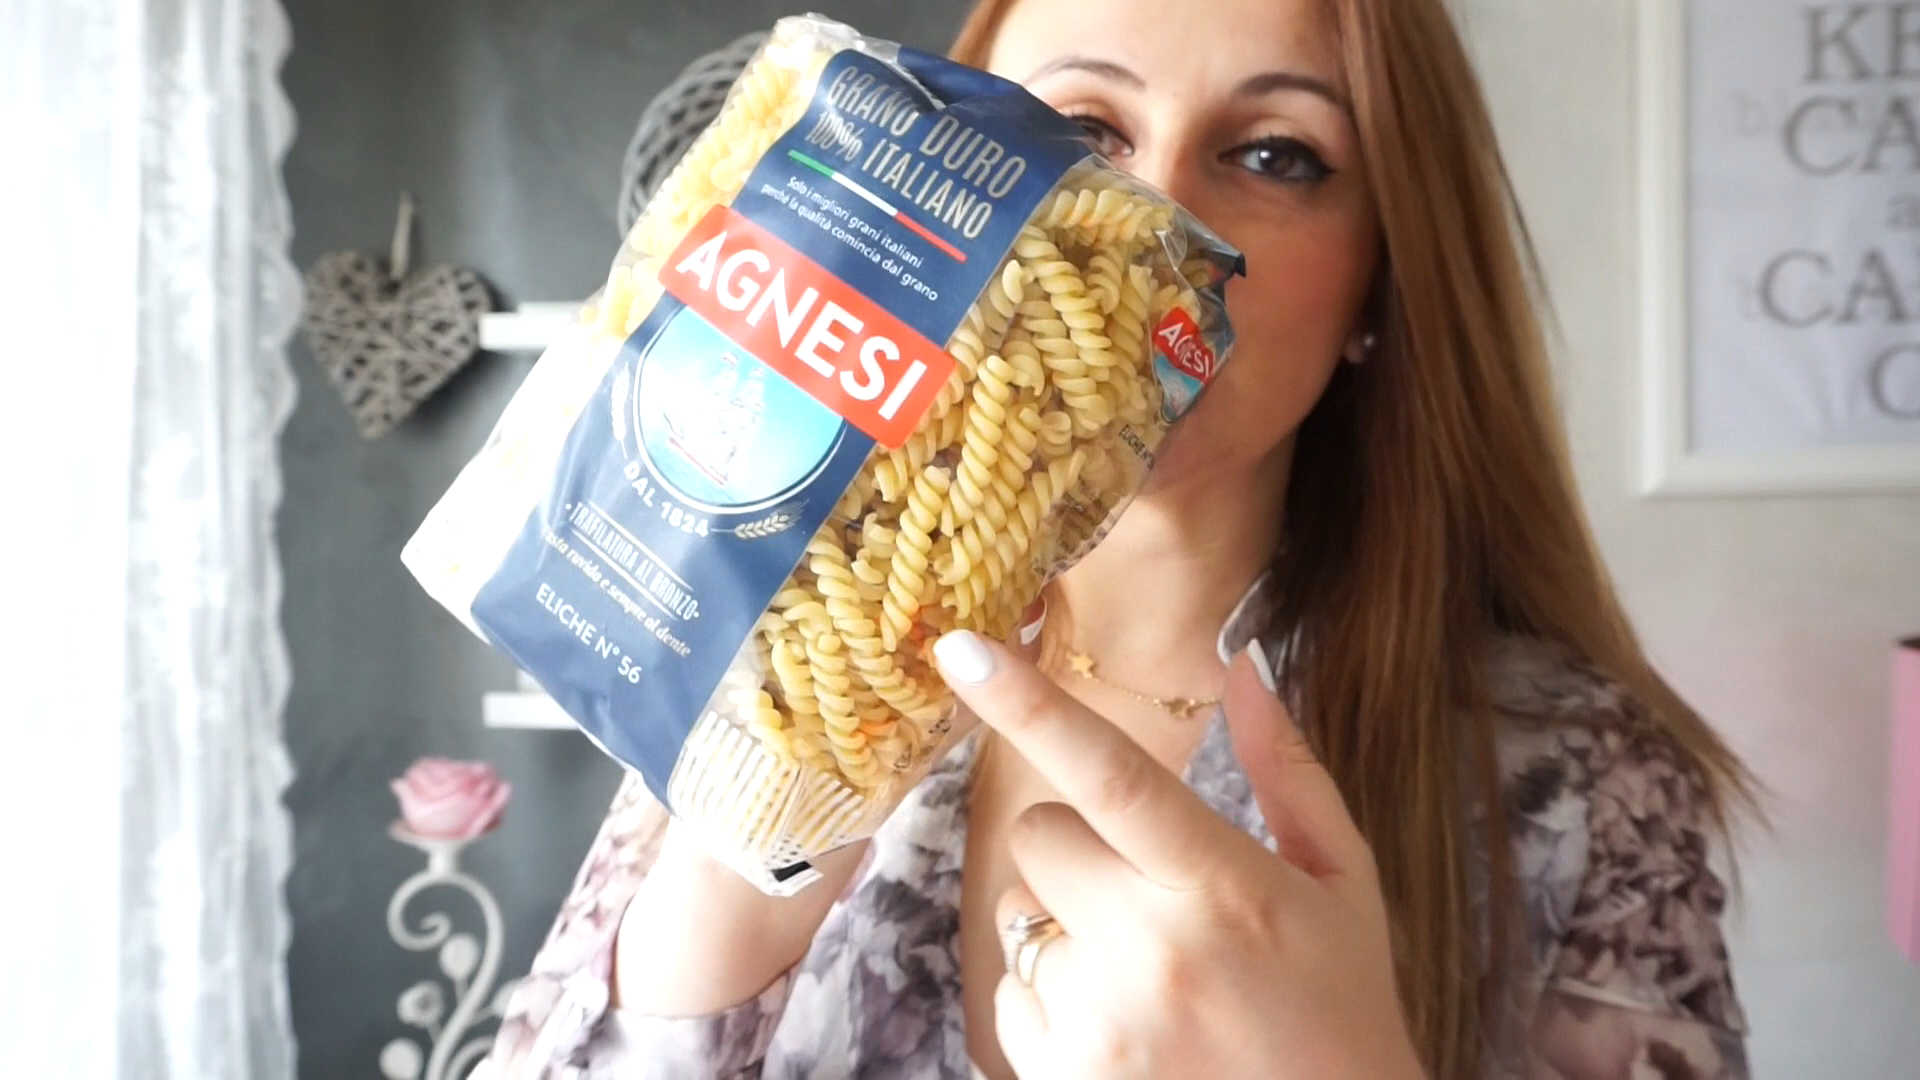 GRANO DURO
100% ITALIANO
Solo i migliori grani italiani
perché la qualità comincia dal grano
AGNESI
DAL 1824
• TRAFILATURA AL BRONZO •
Pasta ruvida e sempre al dente
ELICHE N° 56
AGNESI
ELICHE N°
KE
CA
a
CA
C